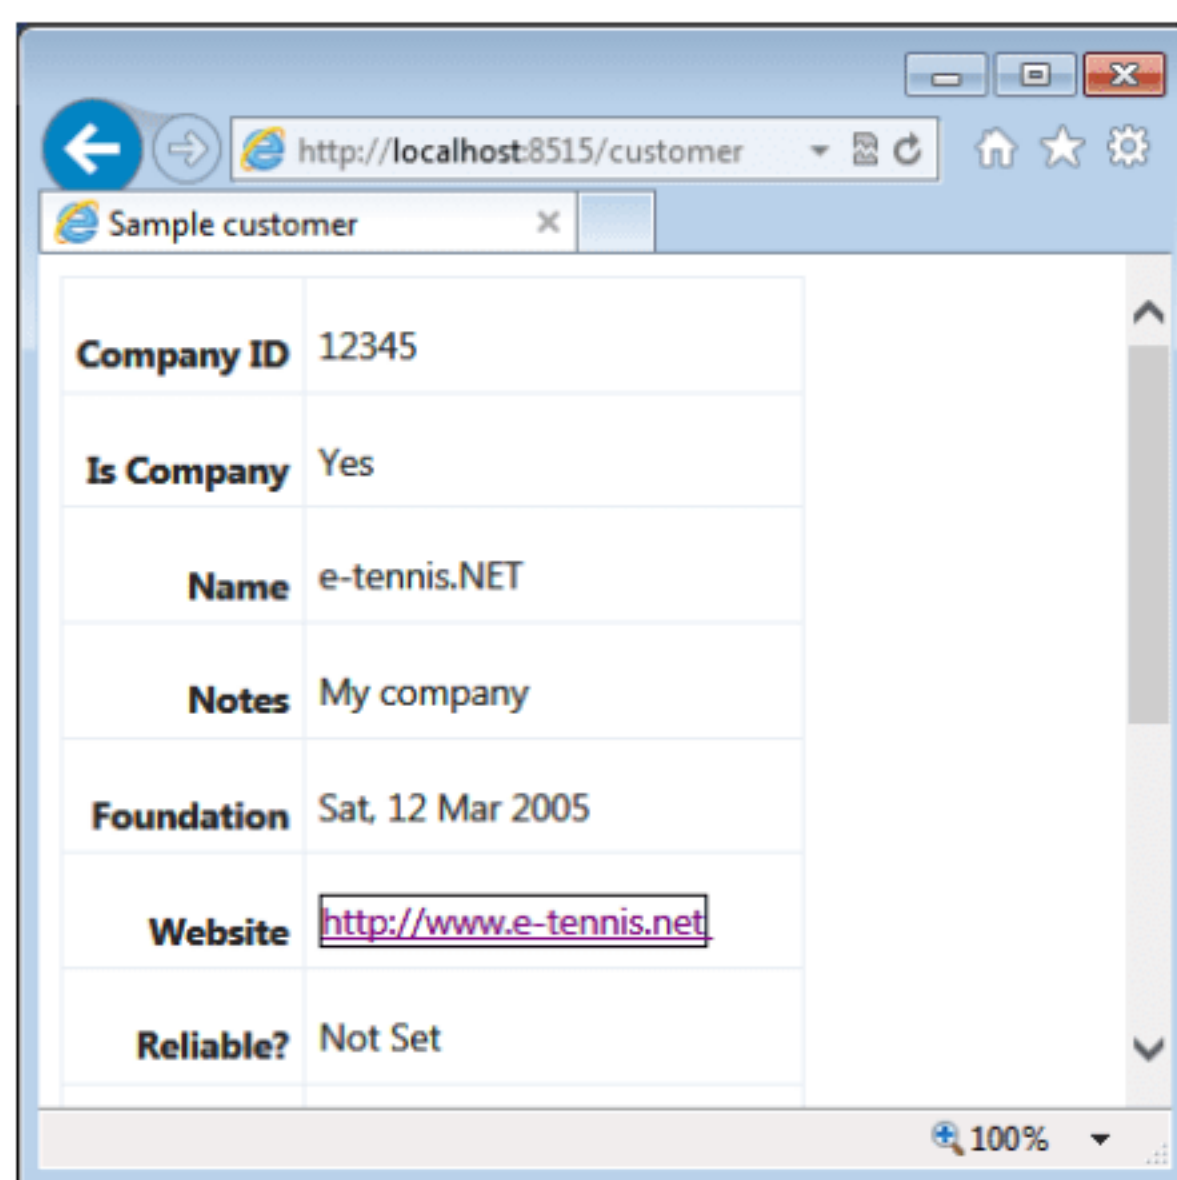 http://localhost:8515/customer
Sample customer
Company ID 12345
Is Company Yes
Name e-tennis.NET
Notes My company
Foundation Sat, 12 Mar 2005
Website http://www.e-tennis.net
Reliable? Not Set
100%